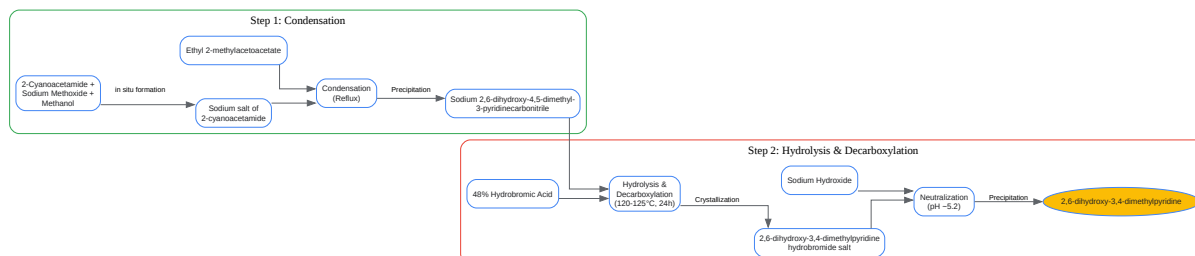 Step 1: Condensation
Ethyl 2-methylacetoacetate
2-Cyanoacetamide +
Sodium Methoxide +
Methanol
in situ formation
Sodium salt of
2-cyanoacetamide
Condensation
(Reflux)
Precipitation
Sodium 2,6-dihydroxy-4,5-dimethyl-
3-pyridinecarbonitrile
Step 2: Hydrolysis & Decarboxylation
48% Hydrobromic Acid
Hydrolysis &
Decarboxylation
(120-125°C, 24h)
Crystallization
2,6-dihydroxy-3,4-dimethylpyridine
hydrobromide salt
Sodium Hydroxide
Neutralization
(pH ~5.2)
Precipitation
2,6-dihydroxy-3,4-dimethylpyridine